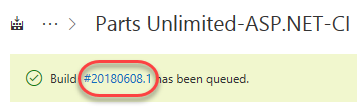 ... > Parts Unlimited-ASP.NET-CI
Build #20180608.1 has been queued.